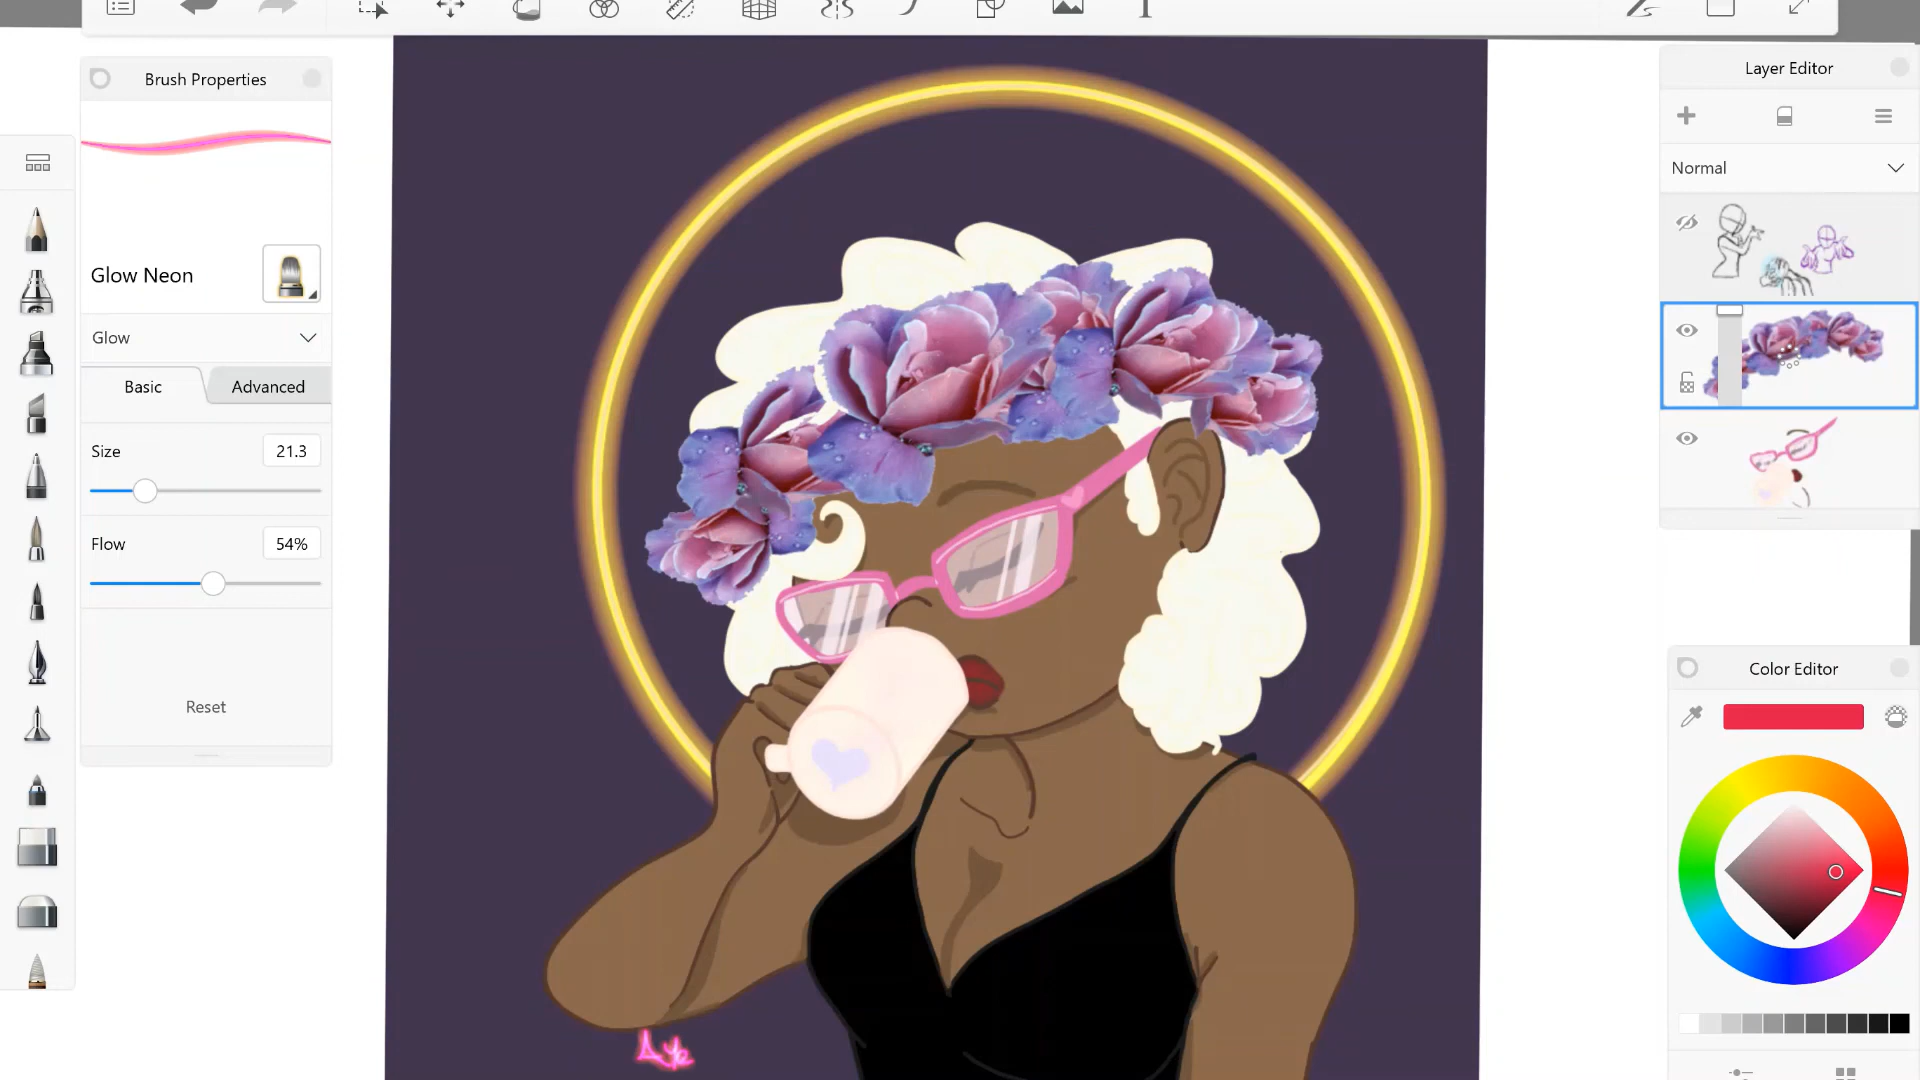 Brush Properties
Glow Neon
Glow
Basic
Advanced
Size
21.3
Flow
54%
Reset
Layer Editor
Normal
Color Editor